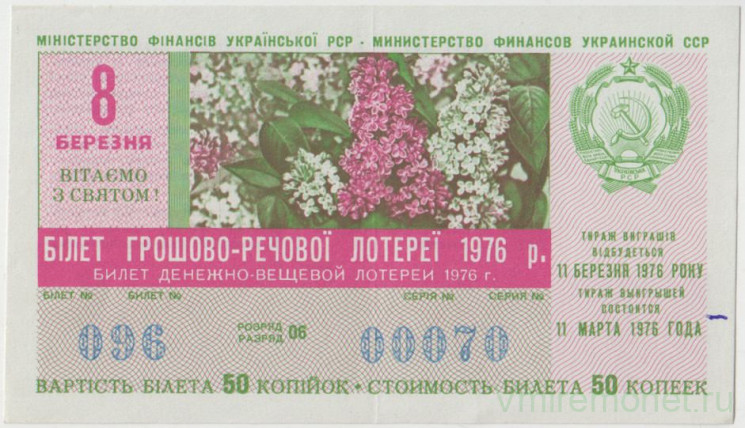 МІНІСТЕРСТВО ФІНАНСІВ УКРАЇНСЬКОЇ РСР · МИНИСТЕРСТВО ФИНАНСОВ УКРАИНСКОЙ ССР
8
БЕРЕЗНЯ
ВІТАЄМО
З СВЯТОМ!
УКРАЇНСЬКА
РСР
БІЛЕТ ГРОШОВО-РЕЧОВОЇ ЛОТЕРЕЇ 1976 р.
БИЛЕТ ДЕНЕЖНО-ВЕЩЕВОЙ ЛОТЕРЕИ 1976 г.
ТИРАЖ ВИГРАШІВ
ВІДБУДЕТЬСЯ
11 БЕРЕЗНЯ 1976 РОКУ
ТИРАЖ ВЫИГРЫШЕЙ
СОСТОИТСЯ
11 МАРТА 1976 ГОДА
БІЛЕТ № БИЛЕТ № СЕРІЯ № СЕРИЯ №
096 РОЗРЯД РАЗРЯД 06 00070
ВАРТІСТЬ БІЛЕТА 50 КОПІЙОК · СТОИМОСТЬ БИЛЕТА 50 КОПЕЕК
vmiremonet.ru